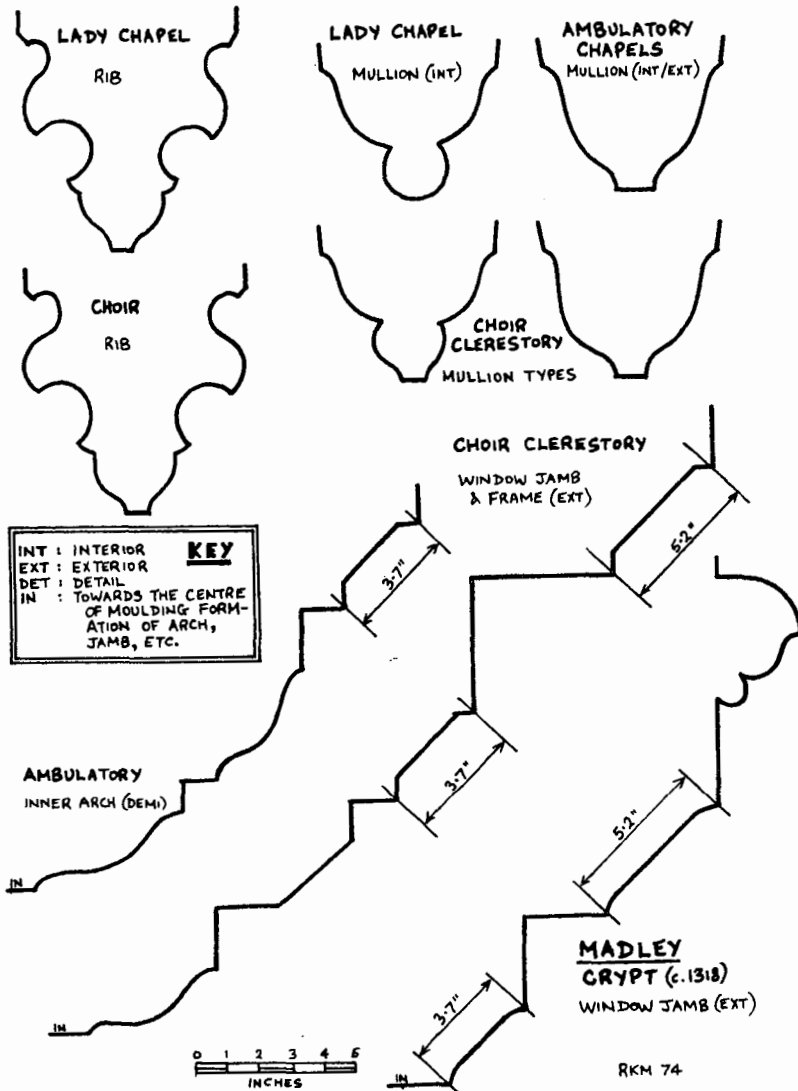 LADY CHAPEL
RIB
LADY CHAPEL
MULLION (INT)
AMBULATORY
CHAPELS
MULLION (INT/EXT)
CHOIR
RIB
CHOIR
CLERESTORY
MULLION TYPES
CHOIR CLERESTORY
WINDOW JAMB
& FRAME (EXT)
5·2"
KEY
INT : INTERIOR
EXT : EXTERIOR
DET : DETAIL
IN : TOWARDS THE CENTRE
OF MOULDING FORM-
ATION OF ARCH,
JAMB, ETC.
3·7"
AMBULATORY
INNER ARCH (DEMI)
3·7"
5·2"
IN
MADLEY
CRYPT (c.1318)
WINDOW JAMB (EXT)
3·7"
IN
0 1 2 3 4 5
INCHES
IN
RKM 74